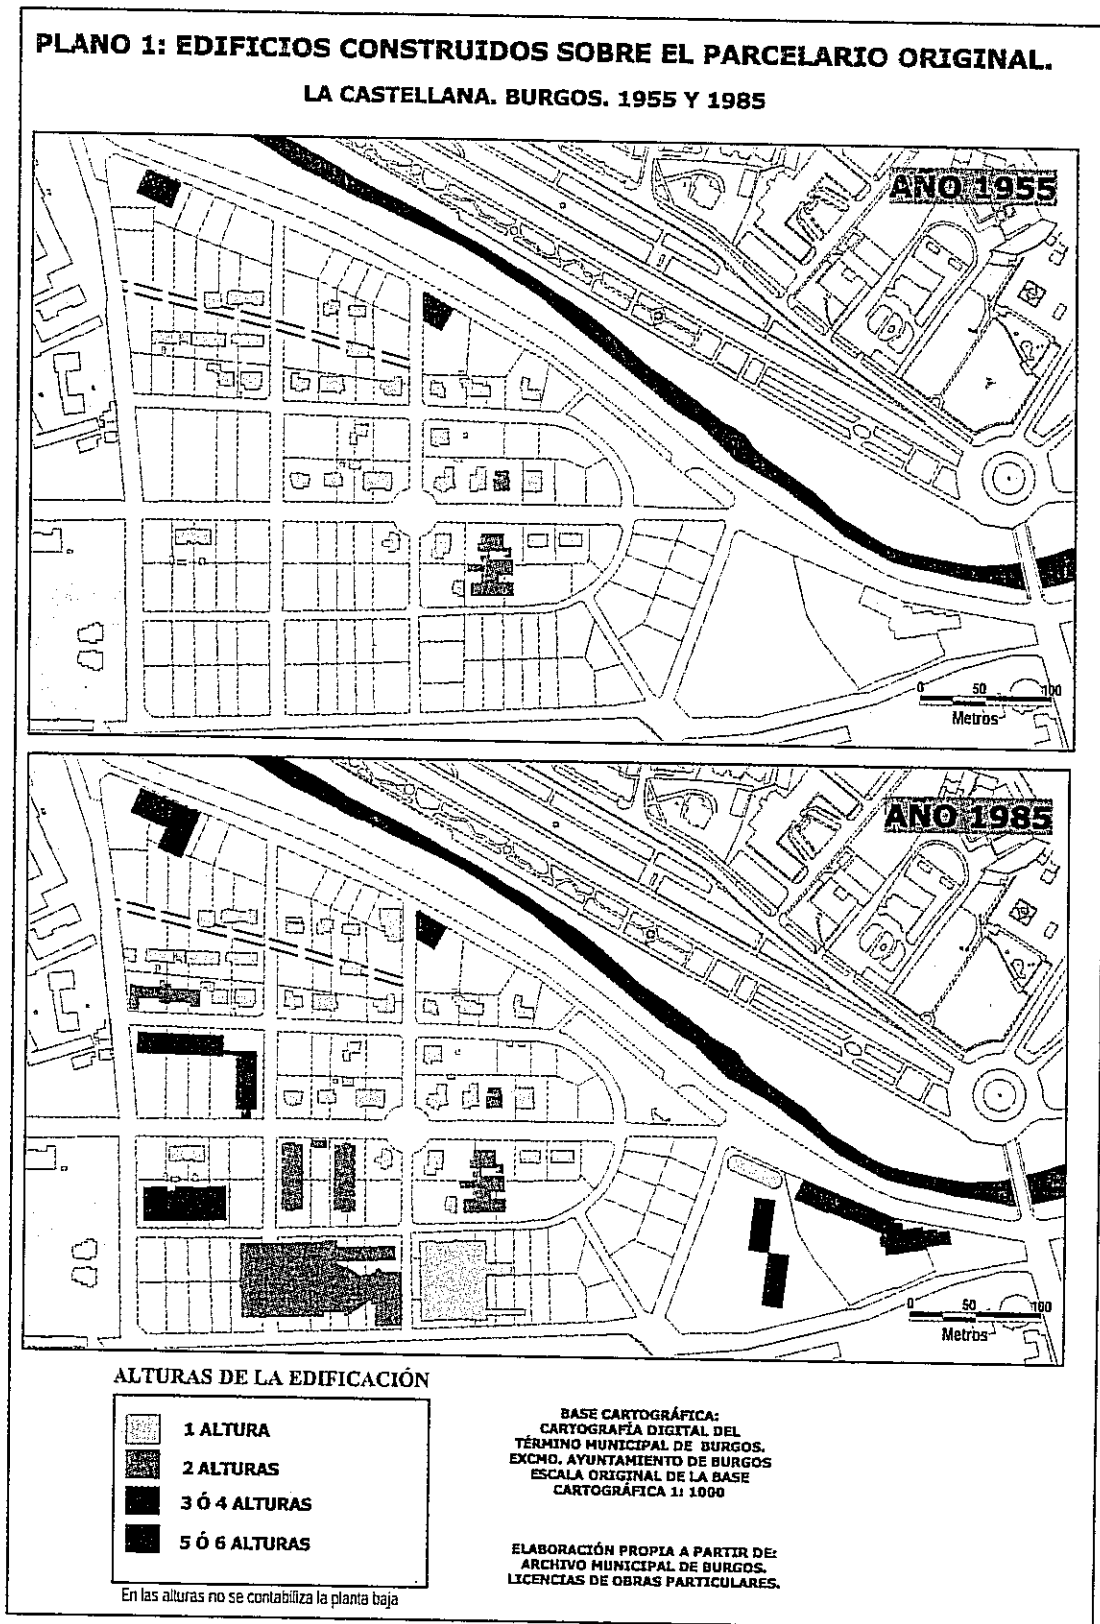 PLANO 1: EDIFICIOS CONSTRUIDOS SOBRE EL PARCELARIO ORIGINAL.
LA CASTELLANA. BURGOS. 1955 Y 1985
AÑO 1955
0 50 100
Metros
AÑO 1985
0 50 100
Metros
ALTURAS DE LA EDIFICACIÓN
1 ALTURA
2 ALTURAS
3 Ó 4 ALTURAS
5 Ó 6 ALTURAS
En las alturas no se contabiliza la planta baja
BASE CARTOGRÁFICA:
CARTOGRAFÍA DIGITAL DEL
TÉRMINO MUNICIPAL DE BURGOS.
EXCMO. AYUNTAMIENTO DE BURGOS
ESCALA ORIGINAL DE LA BASE
CARTOGRÁFICA 1: 1000
ELABORACIÓN PROPIA A PARTIR DE:
ARCHIVO MUNICIPAL DE BURGOS.
LICENCIAS DE OBRAS PARTICULARES.